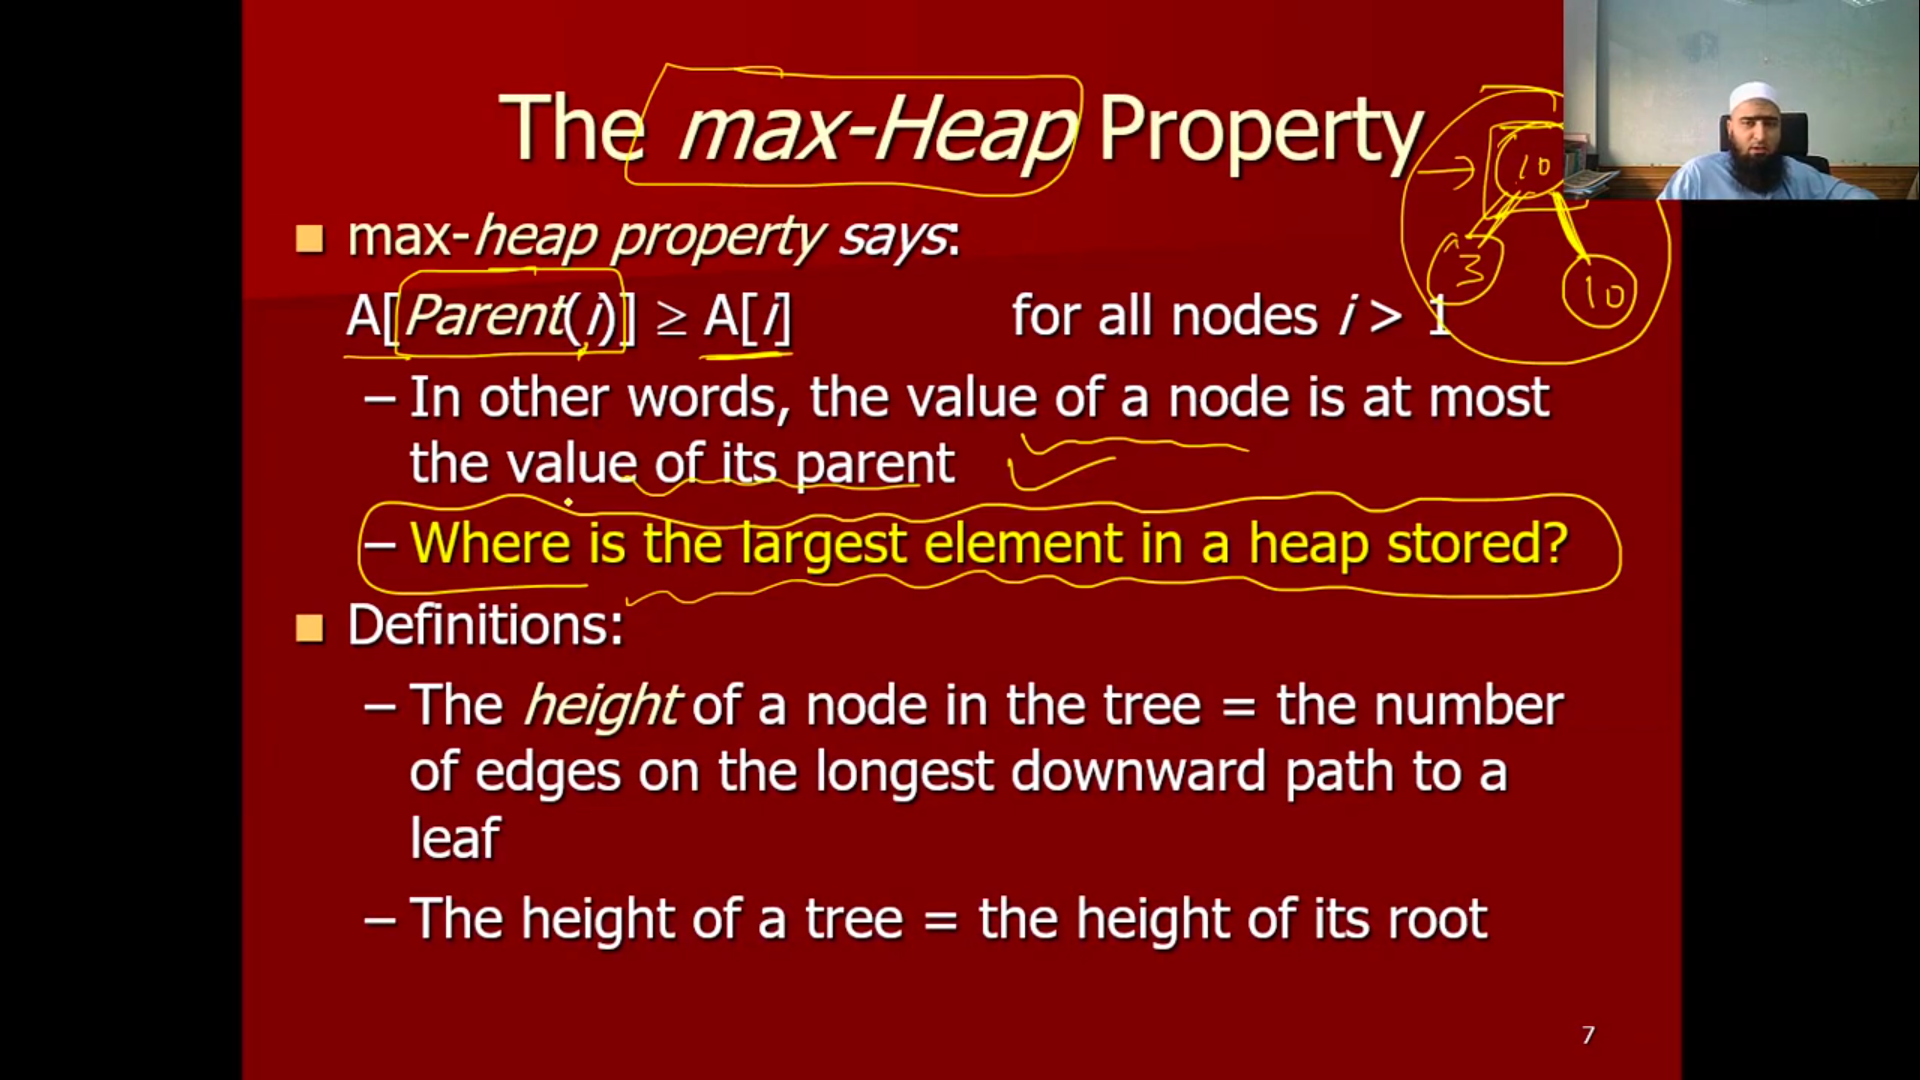 The max-Heap Property
10
3
10
■ max-heap property says:
A[Parent(i)] ≥ A[i] for all nodes i > 1
– In other words, the value of a node is at most
the value of its parent
– Where is the largest element in a heap stored?
■ Definitions:
– The height of a node in the tree = the number
of edges on the longest downward path to a
leaf
– The height of a tree = the height of its root
7